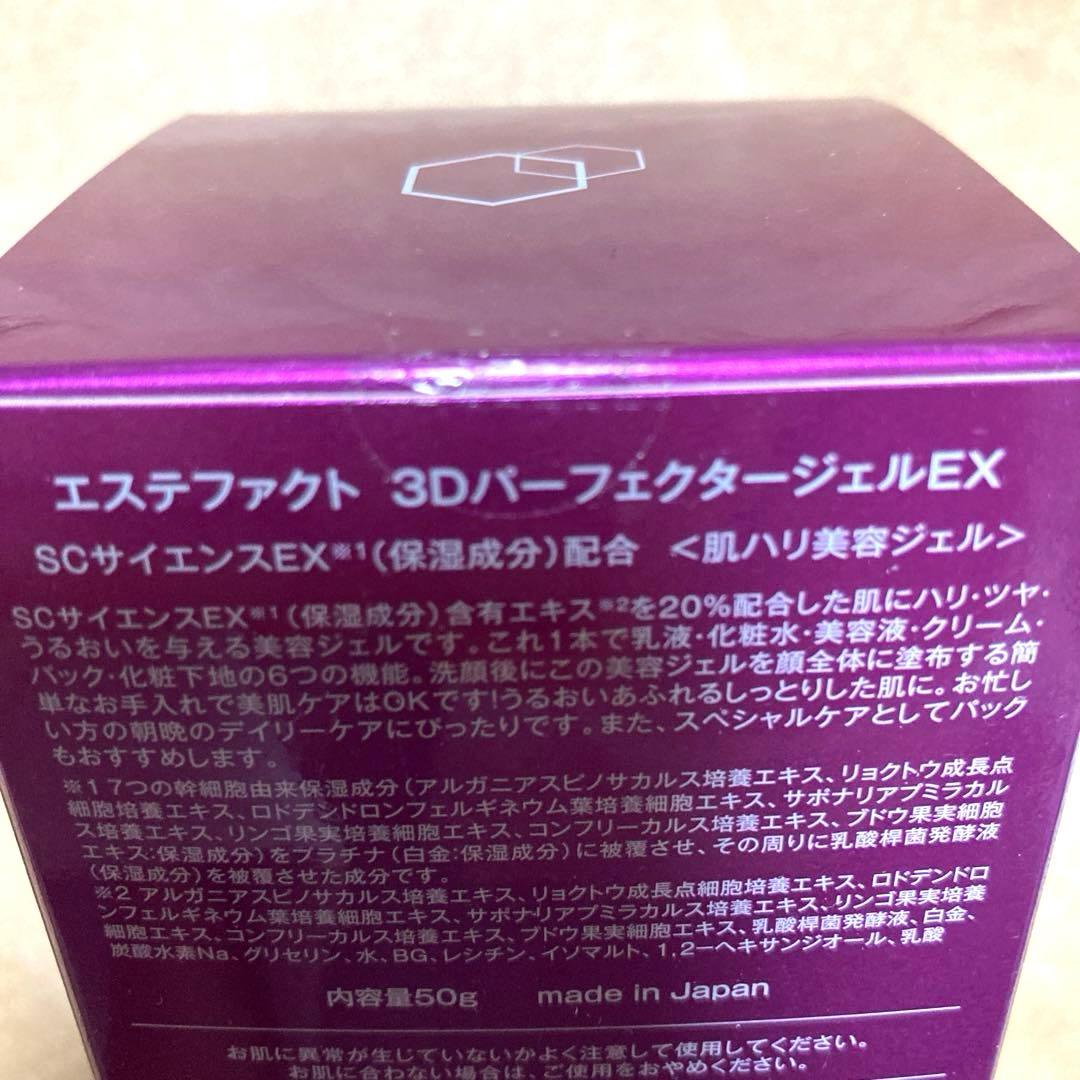 エステファクト 3DパーフェクタージェルEX
SCサイエンスEX※1(保湿成分)配合 <肌ハリ美容ジェル>
SCサイエンスEX※1(保湿成分)含有エキス※2を20%配合した肌にハリ・ツヤ・
うるおいを与える美容ジェルです。これ1本で乳液・化粧水・美容液・クリーム・
パック・化粧下地の6つの機能。洗顔後にこの美容ジェルを顔全体に塗布する簡
単なお手入れで美肌ケアはOKです!うるおいあふれるしっとりした肌に。お忙し
い方の朝晩のデイリーケアにぴったりです。また、スペシャルケアとしてパック
もおすすめします。
※1 7つの幹細胞由来保湿成分(アルガニアスピノサカルス培養エキス、リョクトウ成長点
細胞培養エキス、ロドデンドロンフェルギネウム葉培養細胞エキス、サポナリアプミラカル
ス培養エキス、リンゴ果実培養細胞エキス、コンフリーカルス培養エキス、ブドウ果実細胞
エキス:保湿成分)をプラチナ(白金:保湿成分)に被覆させ、その周りに乳酸桿菌発酵液
(保湿成分)を被覆させた成分です。
※2 アルガニアスピノサカルス培養エキス、リョクトウ成長点細胞培養エキス、ロドデンドロ
ンフェルギネウム葉培養細胞エキス、サポナリアプミラカルス培養エキス、リンゴ果実培養
細胞エキス、コンフリーカルス培養エキス、ブドウ果実細胞エキス、乳酸桿菌発酵液、白金、
炭酸水素Na、グリセリン、水、BG、レシチン、イソマルト、1,2-ヘキサンジオール、乳酸
内容量50g made in Japan
お肌に異常が生じていないかよく注意して使用してください。
お肌に合わない場合は、ご使用をおやめください。